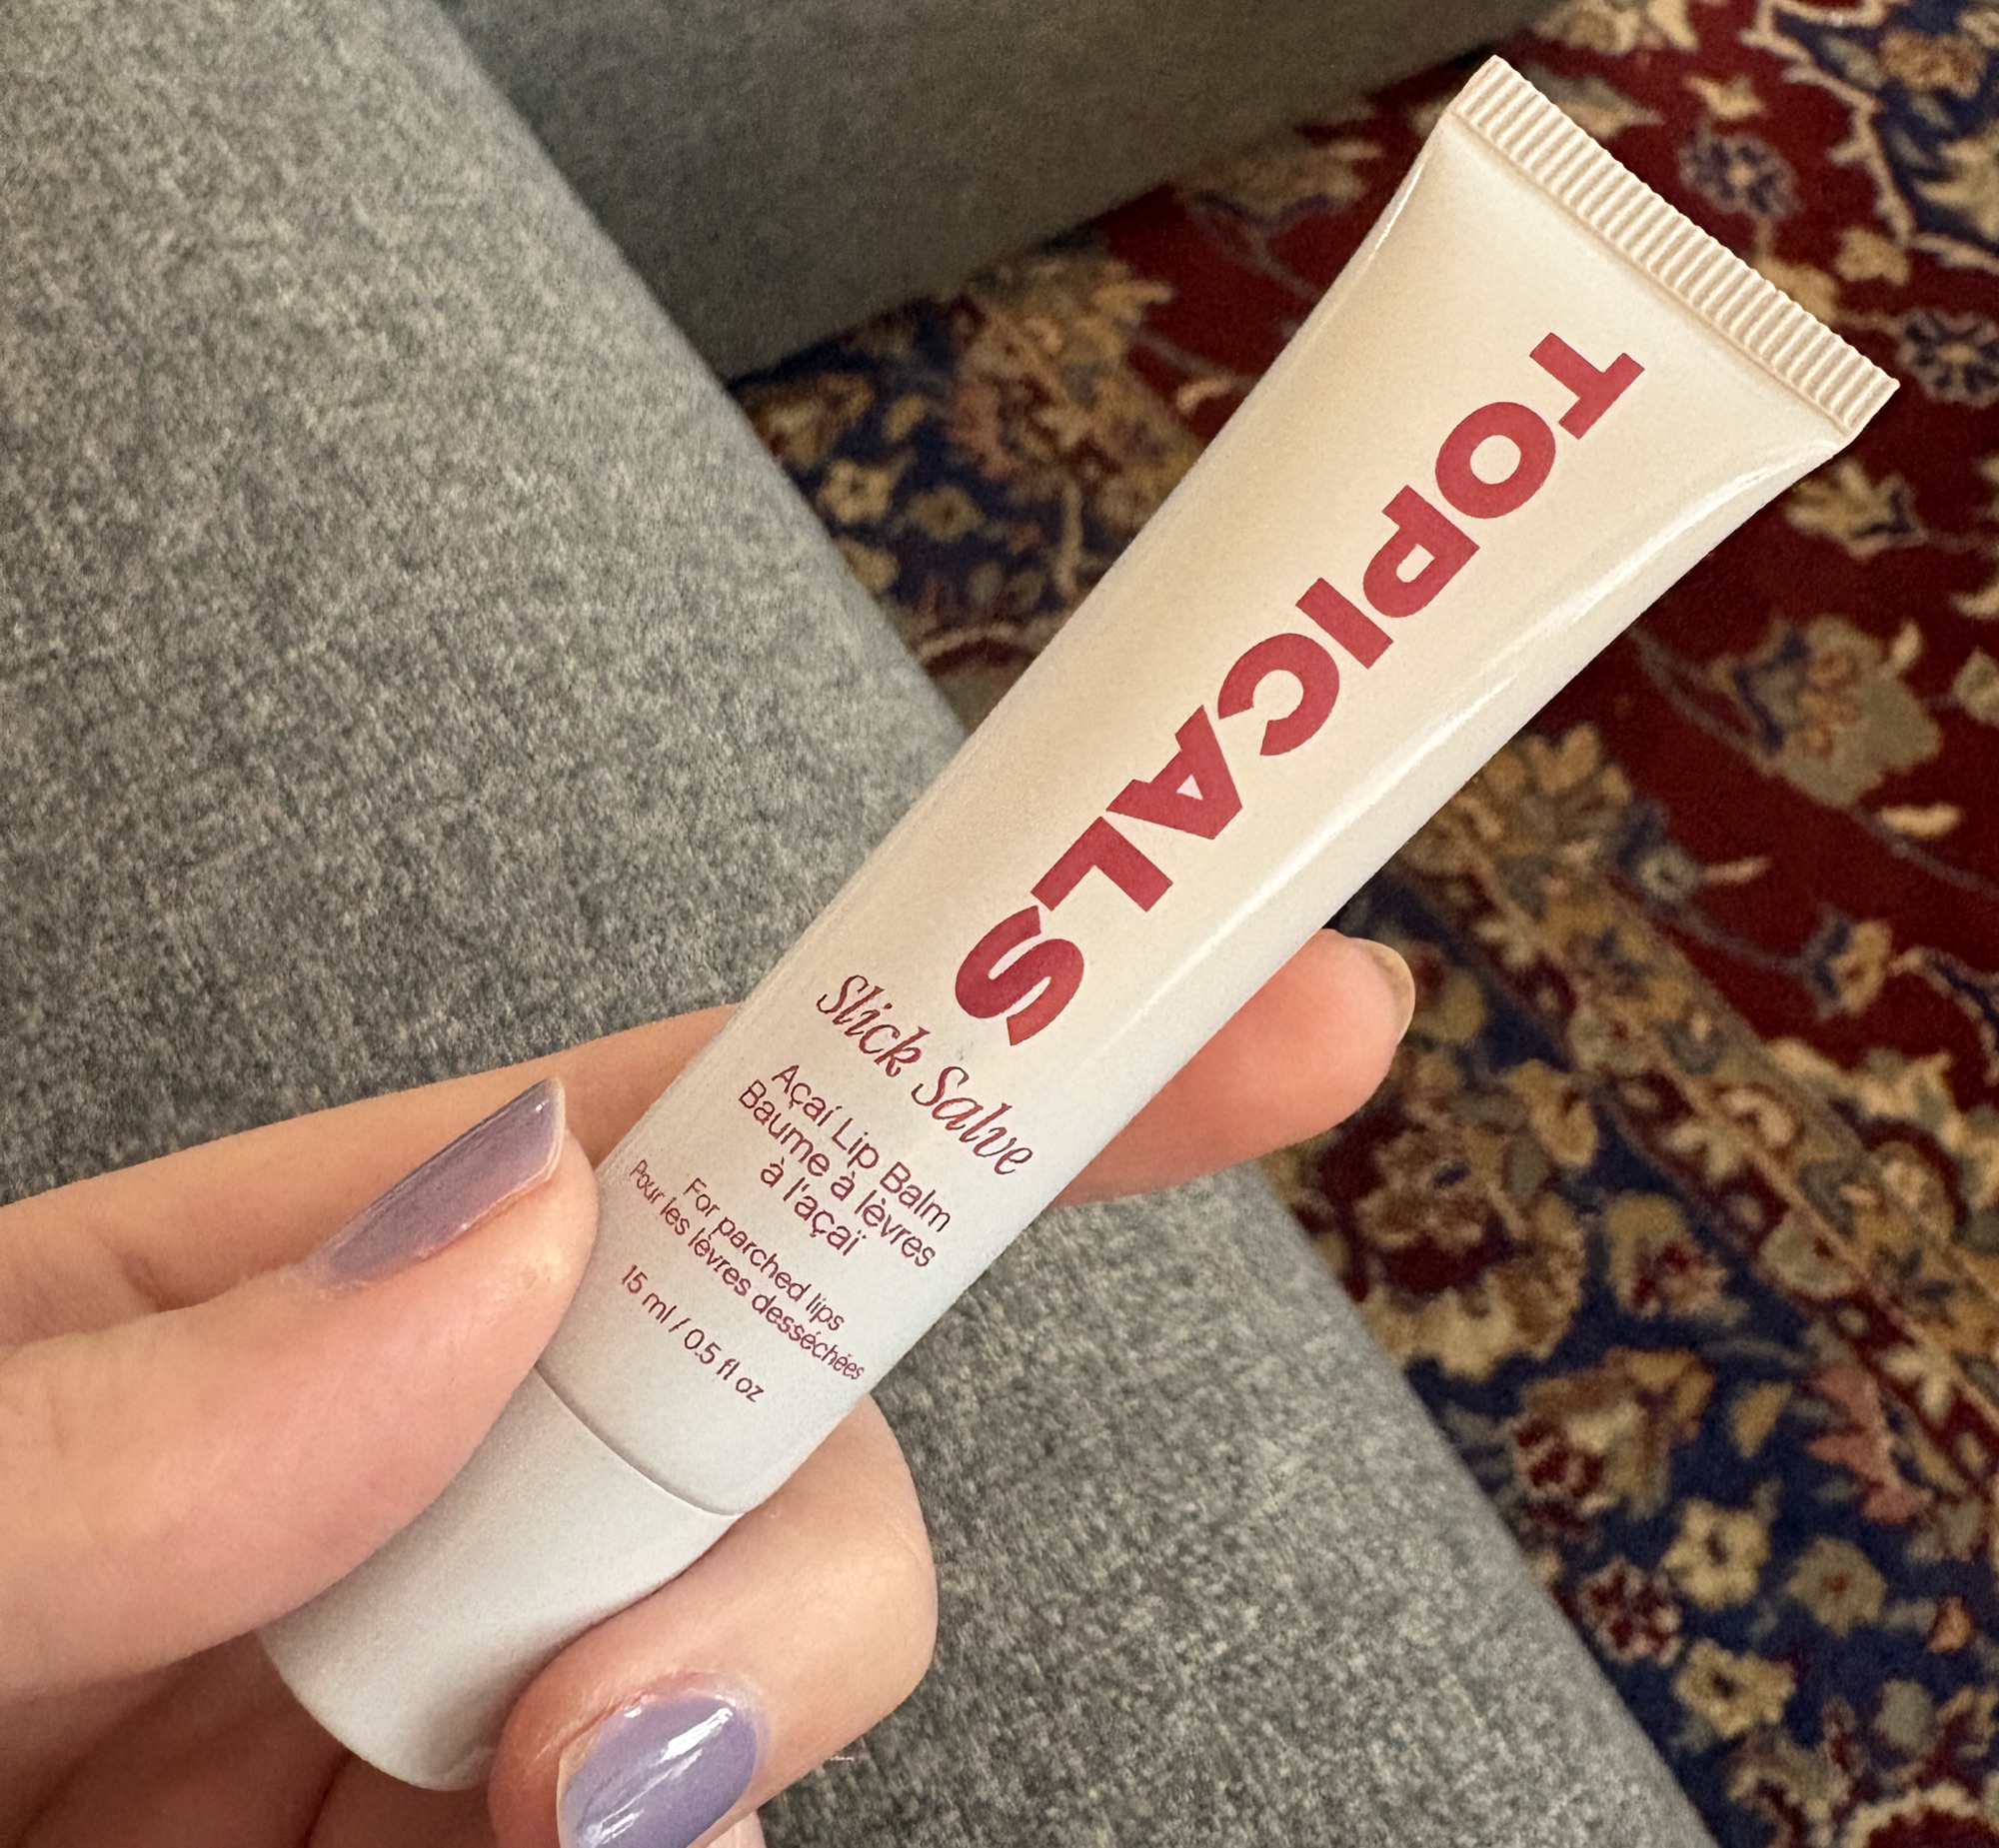 TOPICALS
Slick Salve
Açaí Lip Balm
Baume à lèvres
à l'açaï
For parched lips
Pour les lèvres desséchées
15 ml / 0.5 fl oz